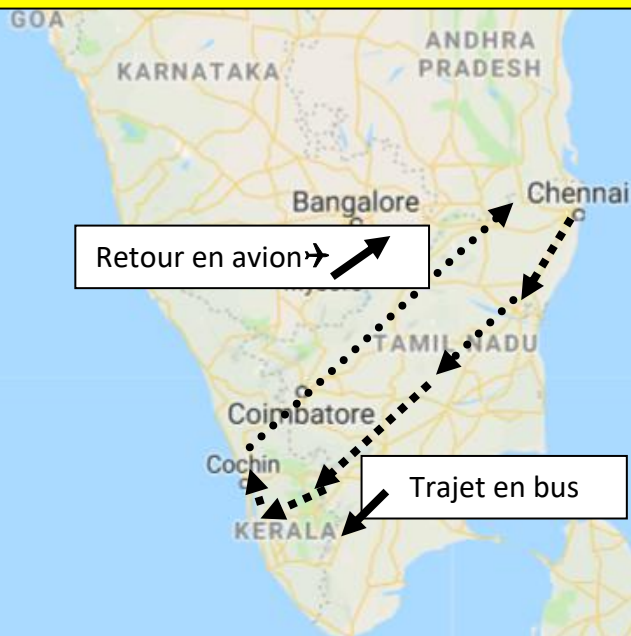 GOA
KARNATAKA
ANDHRA
PRADESH
Bangalore
Chennai
Retour en avion✈
TAMIL NADU
Coimbatore
Cochin
Trajet en bus
KERALA